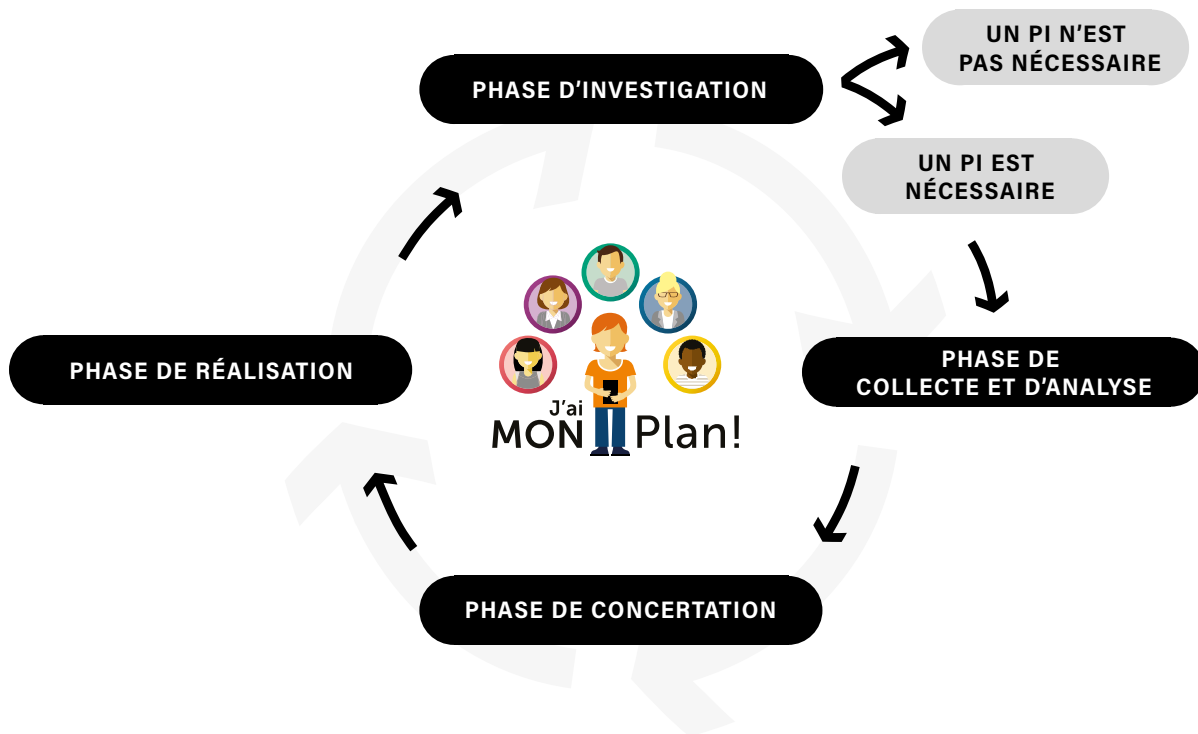 UN PI N'EST
PAS NÉCESSAIRE
PHASE D'INVESTIGATION
UN PI EST
NÉCESSAIRE
PHASE DE RÉALISATION
PHASE DE
COLLECTE ET D'ANALYSE
J'ai
MON Plan!
PHASE DE CONCERTATION